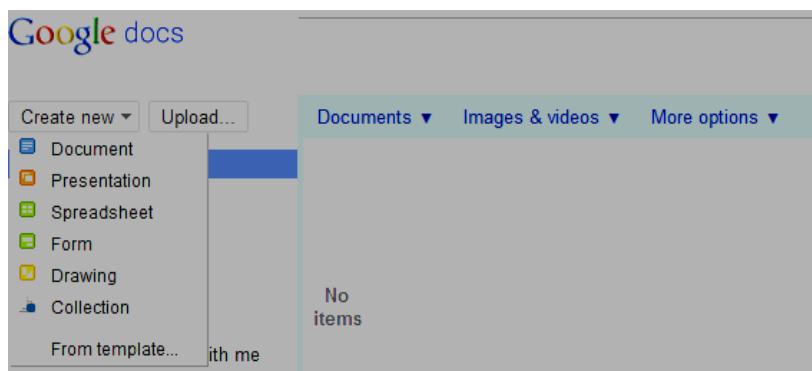 Google docs
Create new ▼ Upload... Documents ▼ Images & videos ▼ More options ▼
Document
Presentation
Spreadsheet
Form
Drawing
Collection
No
items
From template...
ith me